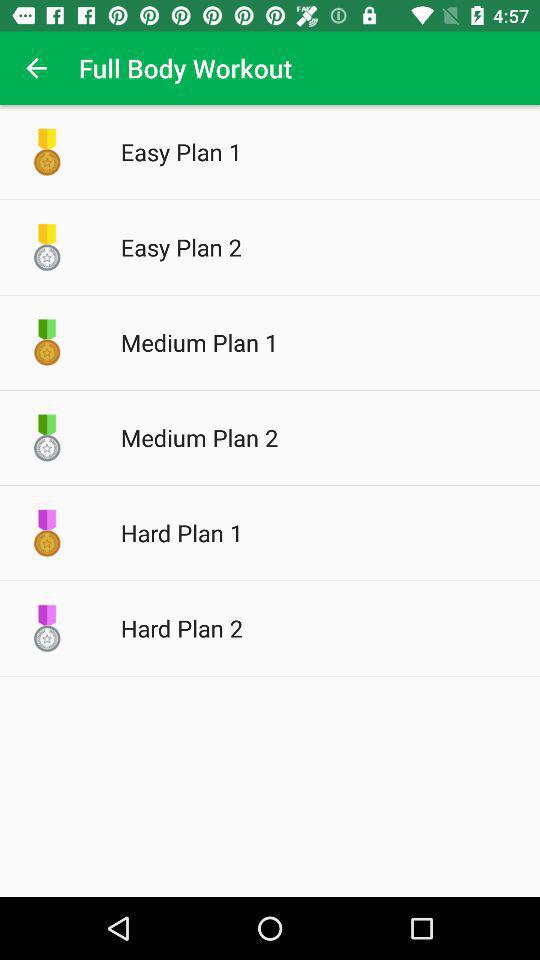 4:57
Full Body Workout
Easy Plan 1
Easy Plan 2
Medium Plan 1
Medium Plan 2
Hard Plan 1
Hard Plan 2